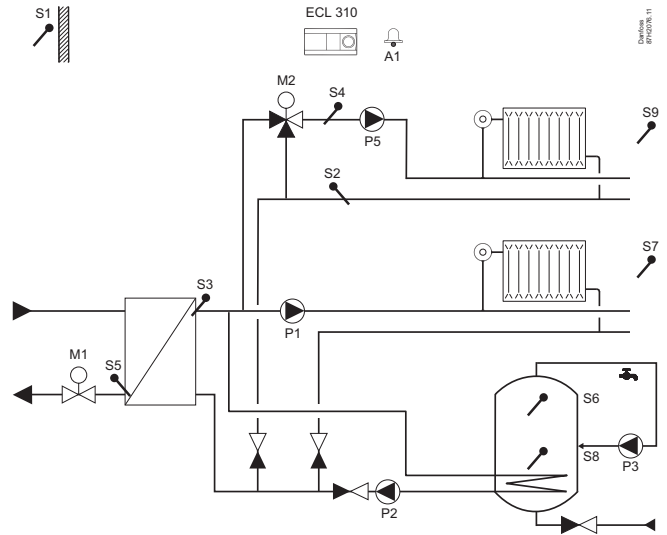 S1
ECL 310
A1
Danfoss
87H2076.11
M2
S4
P5
S9
S2
S7
S3
P1
M1
S5
S6
S8
P3
P2